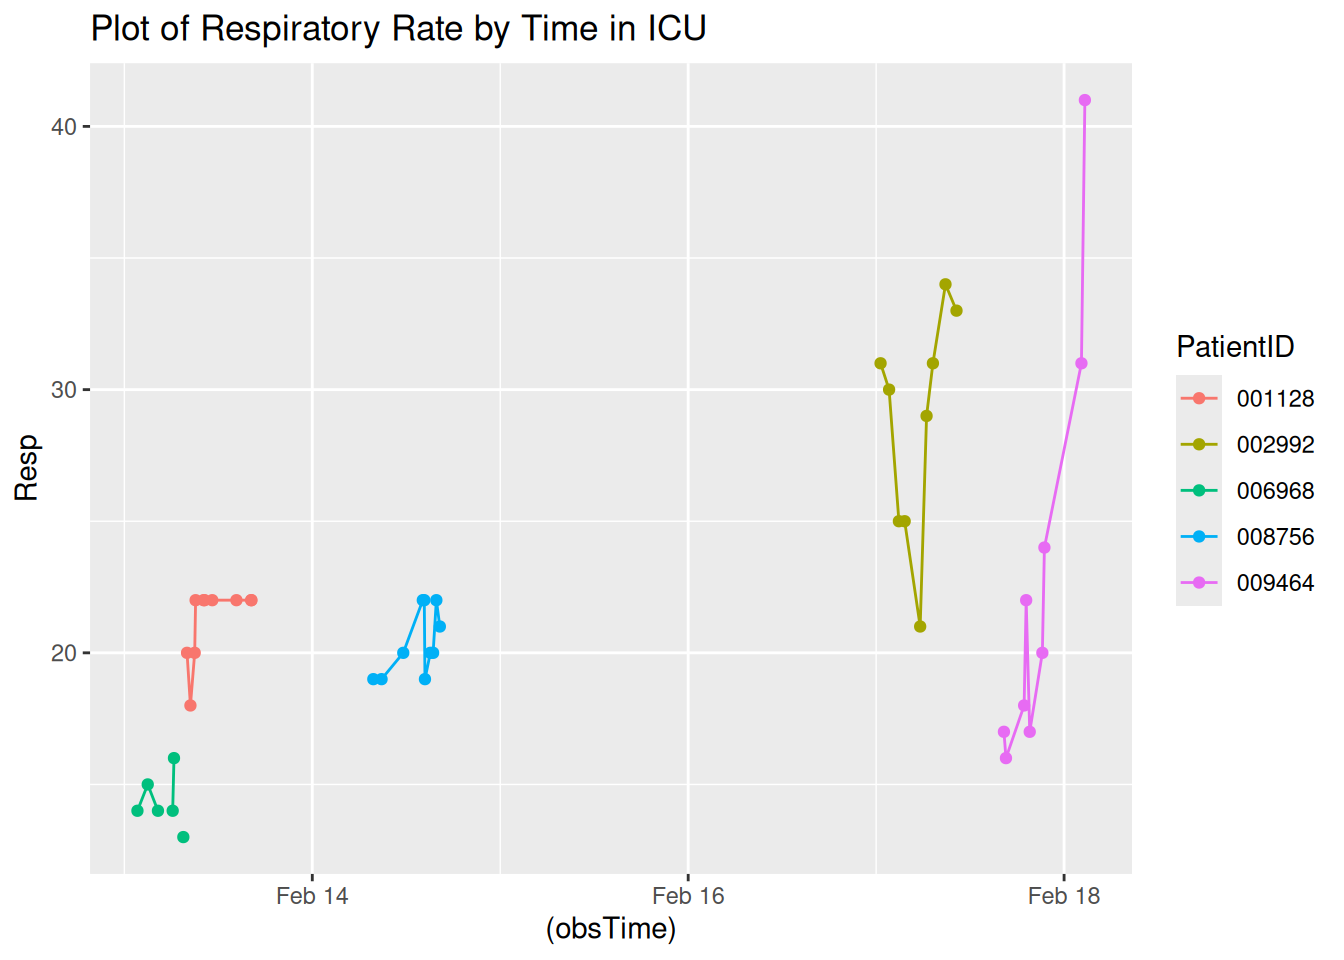 Plot of Respiratory Rate by Time in ICU
40
30
20
Resp
Feb 14
Feb 16
Feb 18
(obsTime)
PatientID
001128
002992
006968
008756
009464